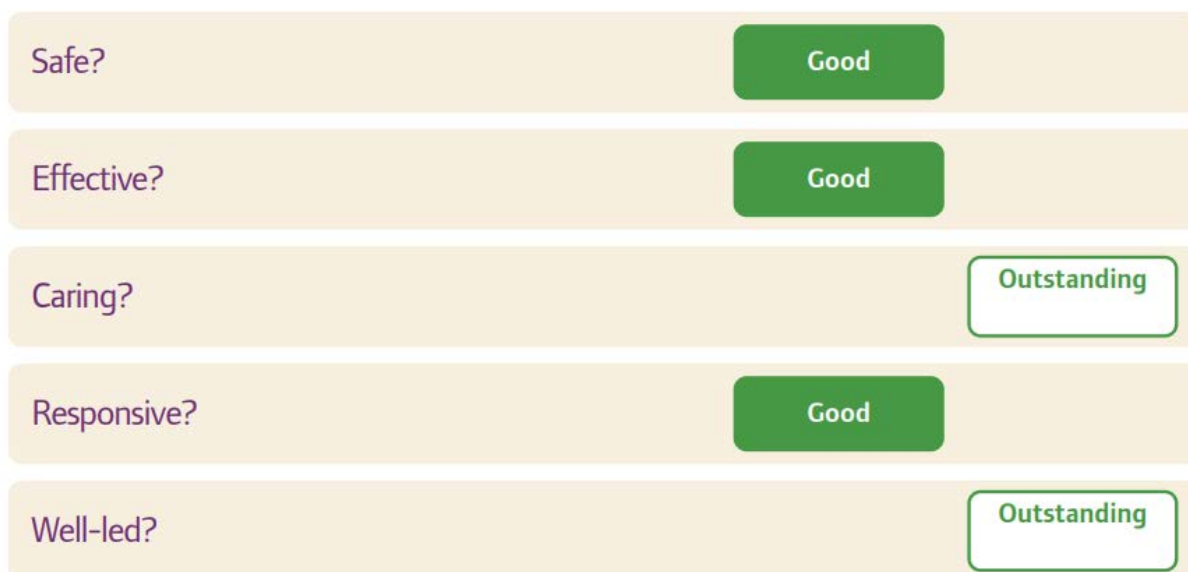 Safe? Good
Effective? Good
Caring? Outstanding
Responsive? Good
Well-led? Outstanding